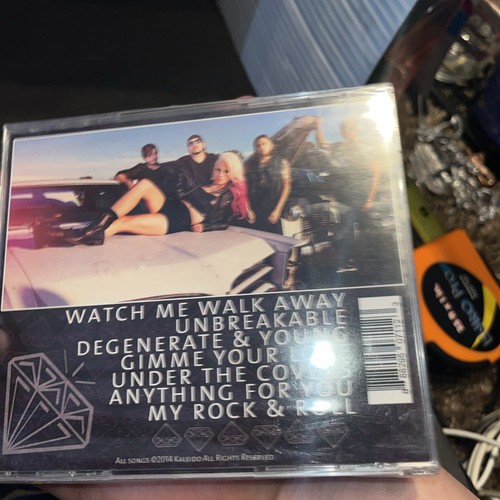 WATCH ME WALK AWAY
UNBREAKABLE
DEGENERATE & YOUNG
GIMME YOUR
UNDER THE COVERS
ANYTHING FOR YOU
MY ROCK & ROLL
ALL SONGS ©2014 KALEIDO ALL RIGHTS RESERVED